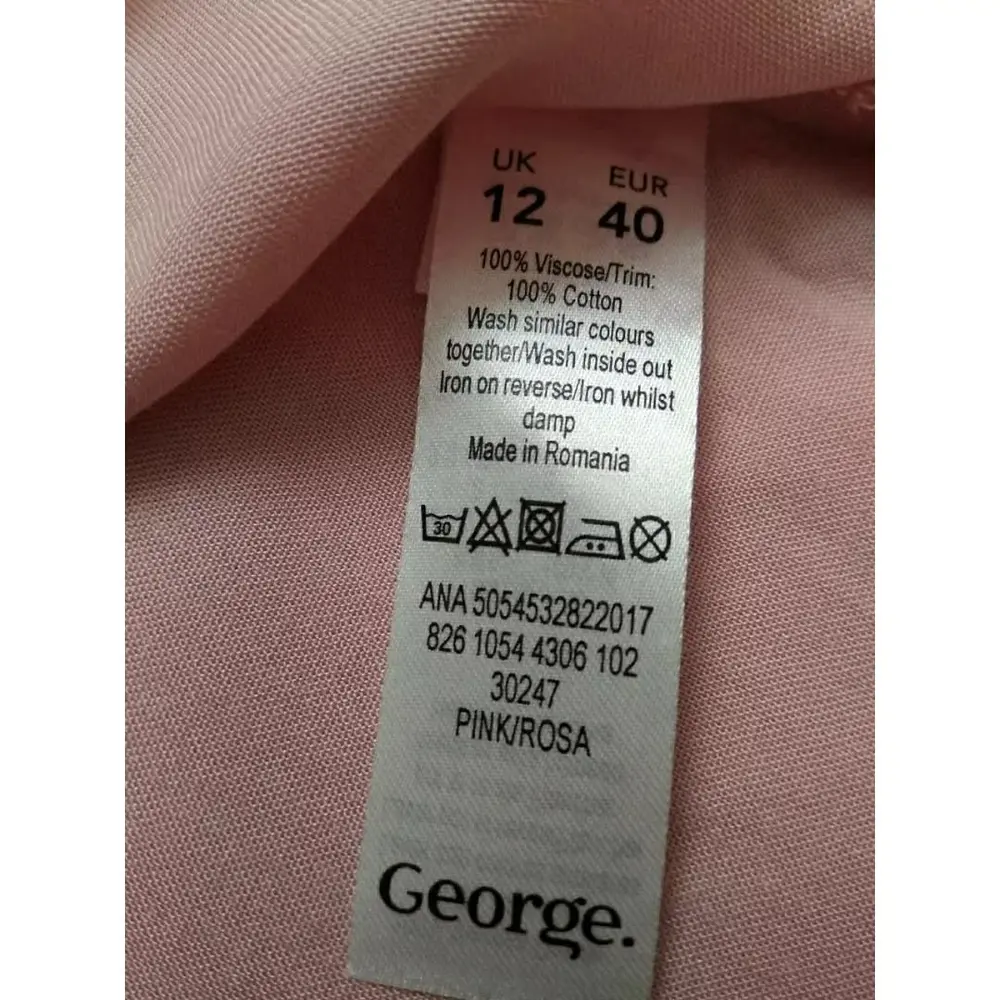 UK EUR
12 40
100% Viscose/Trim:
100% Cotton
Wash similar colours
together/Wash inside out
Iron on reverse/Iron whilst
damp
Made in Romania
30
ANA 5054532822017
826 1054 4306 102
30247
PINK/ROSA
George.